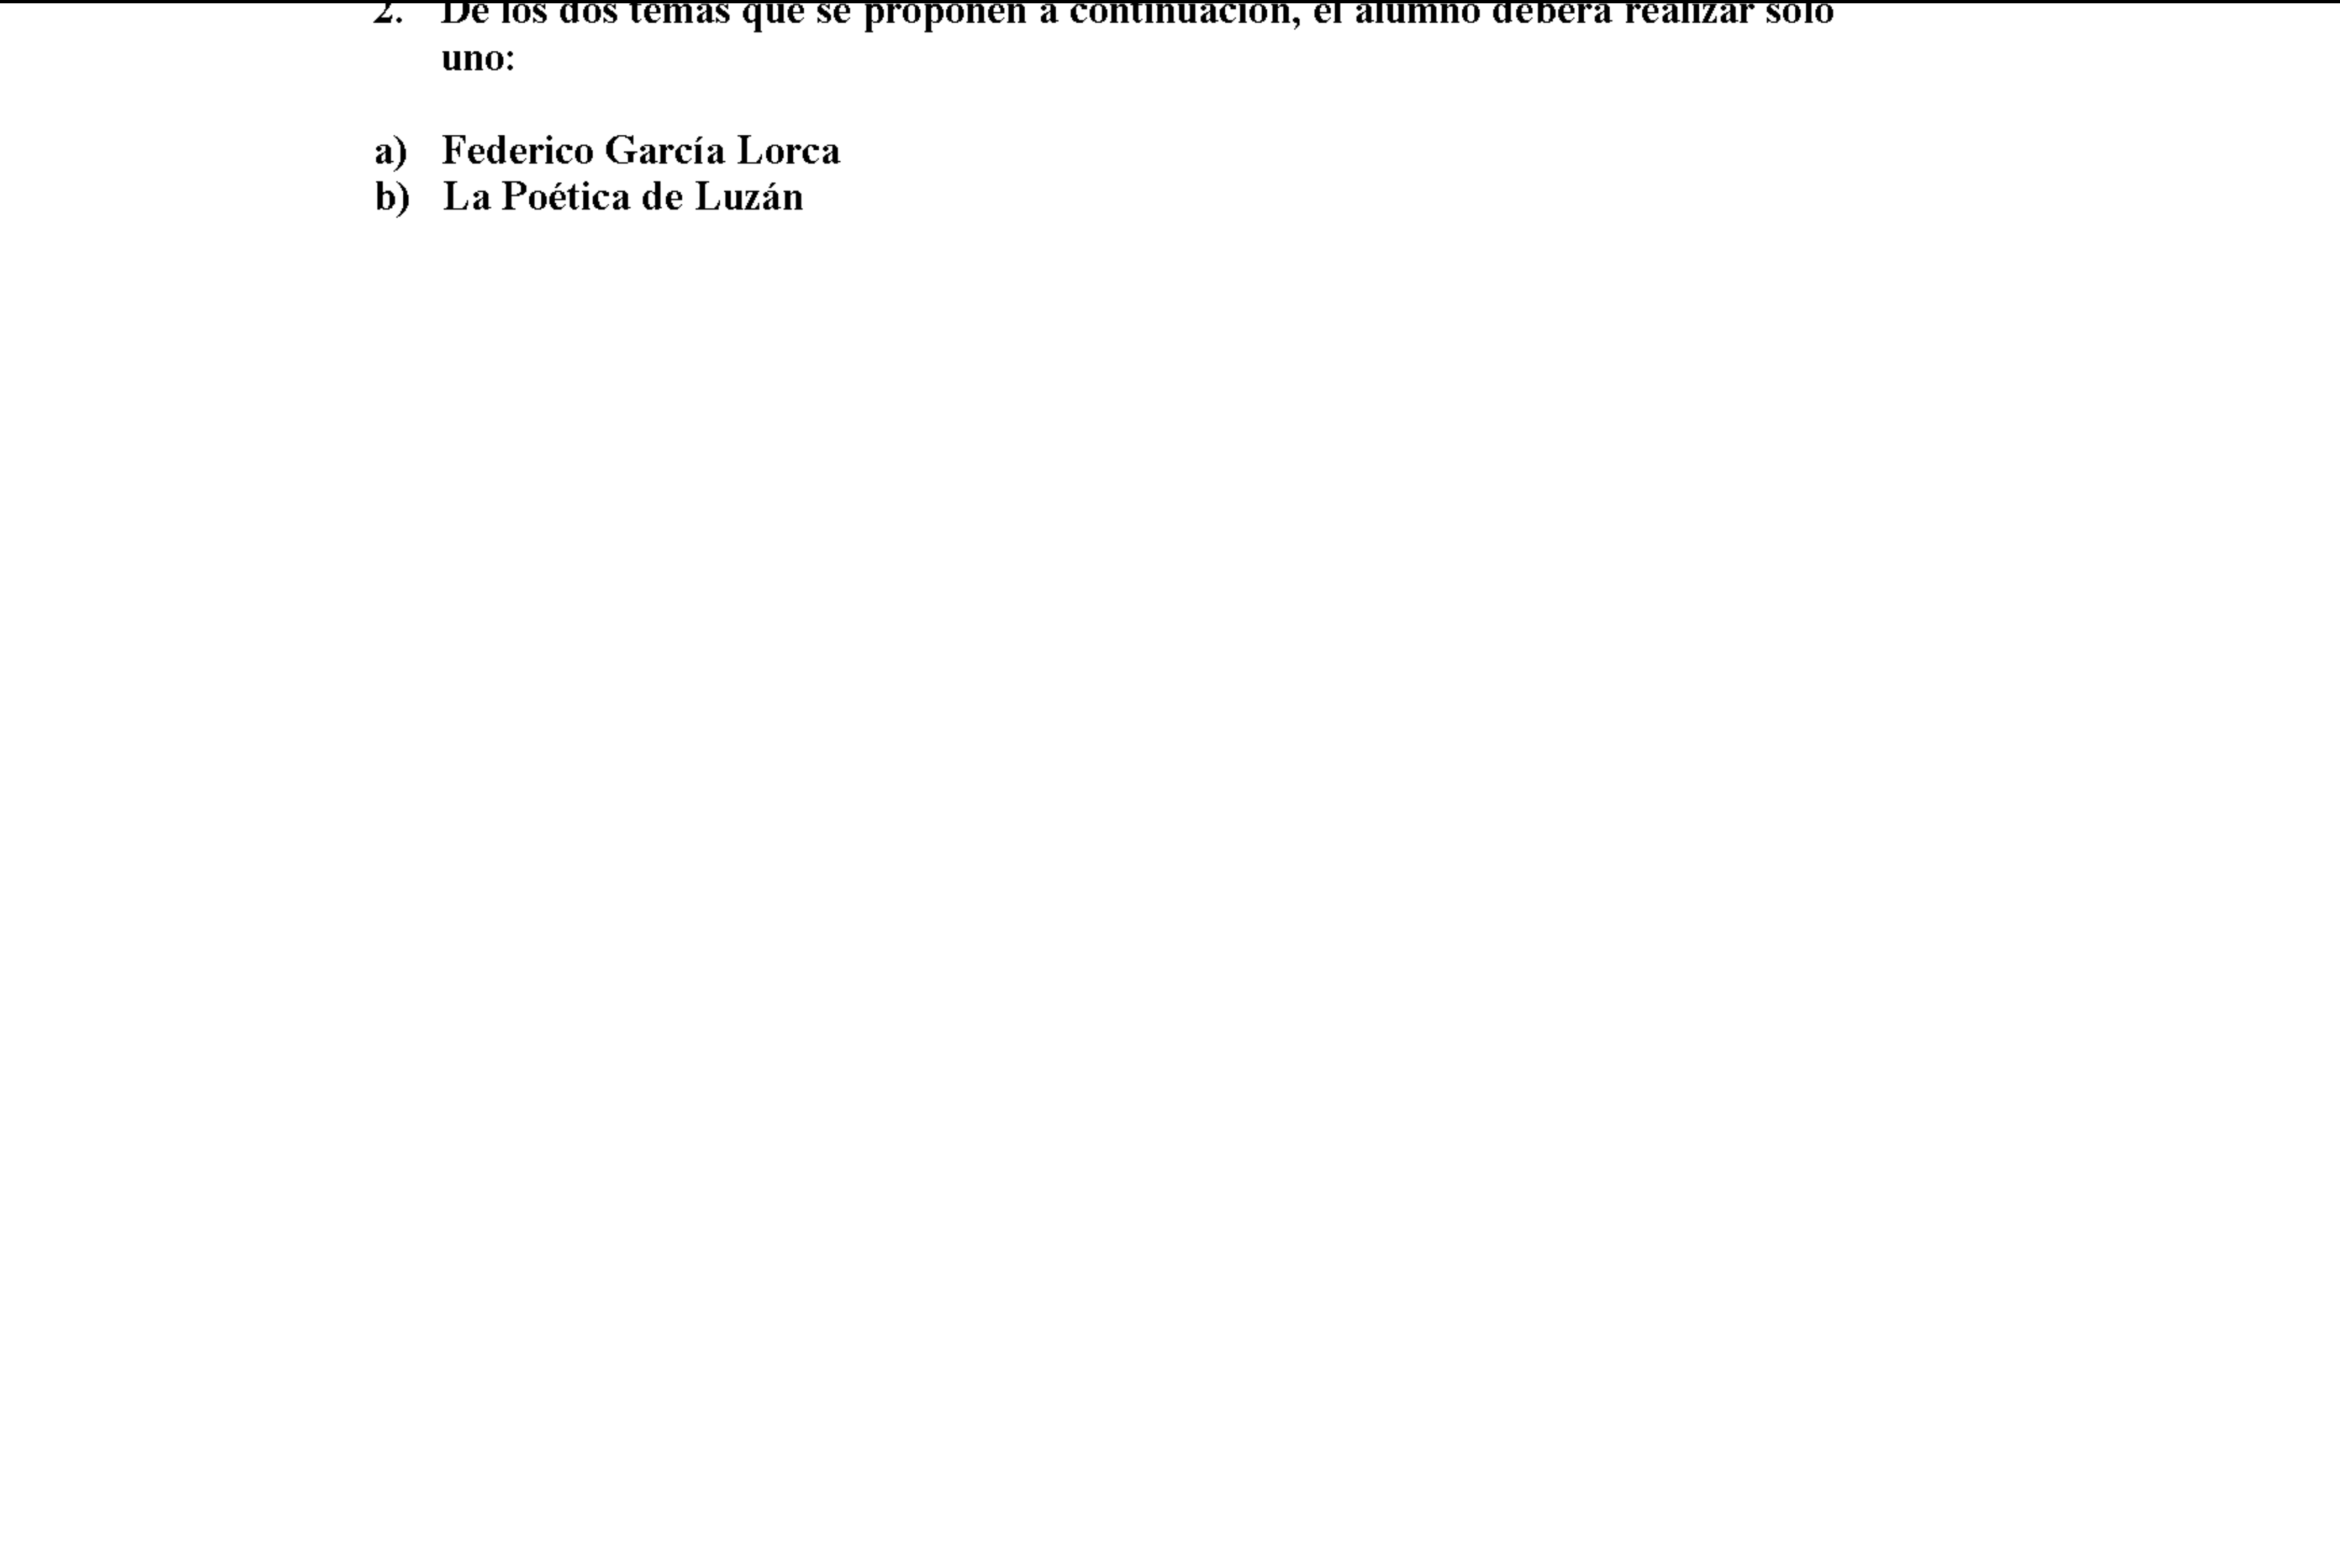 2. De los dos temas que se proponen a continuación, el alumno deberá realizar sólo
uno:
a) Federico García Lorca
b) La Poética de Luzán